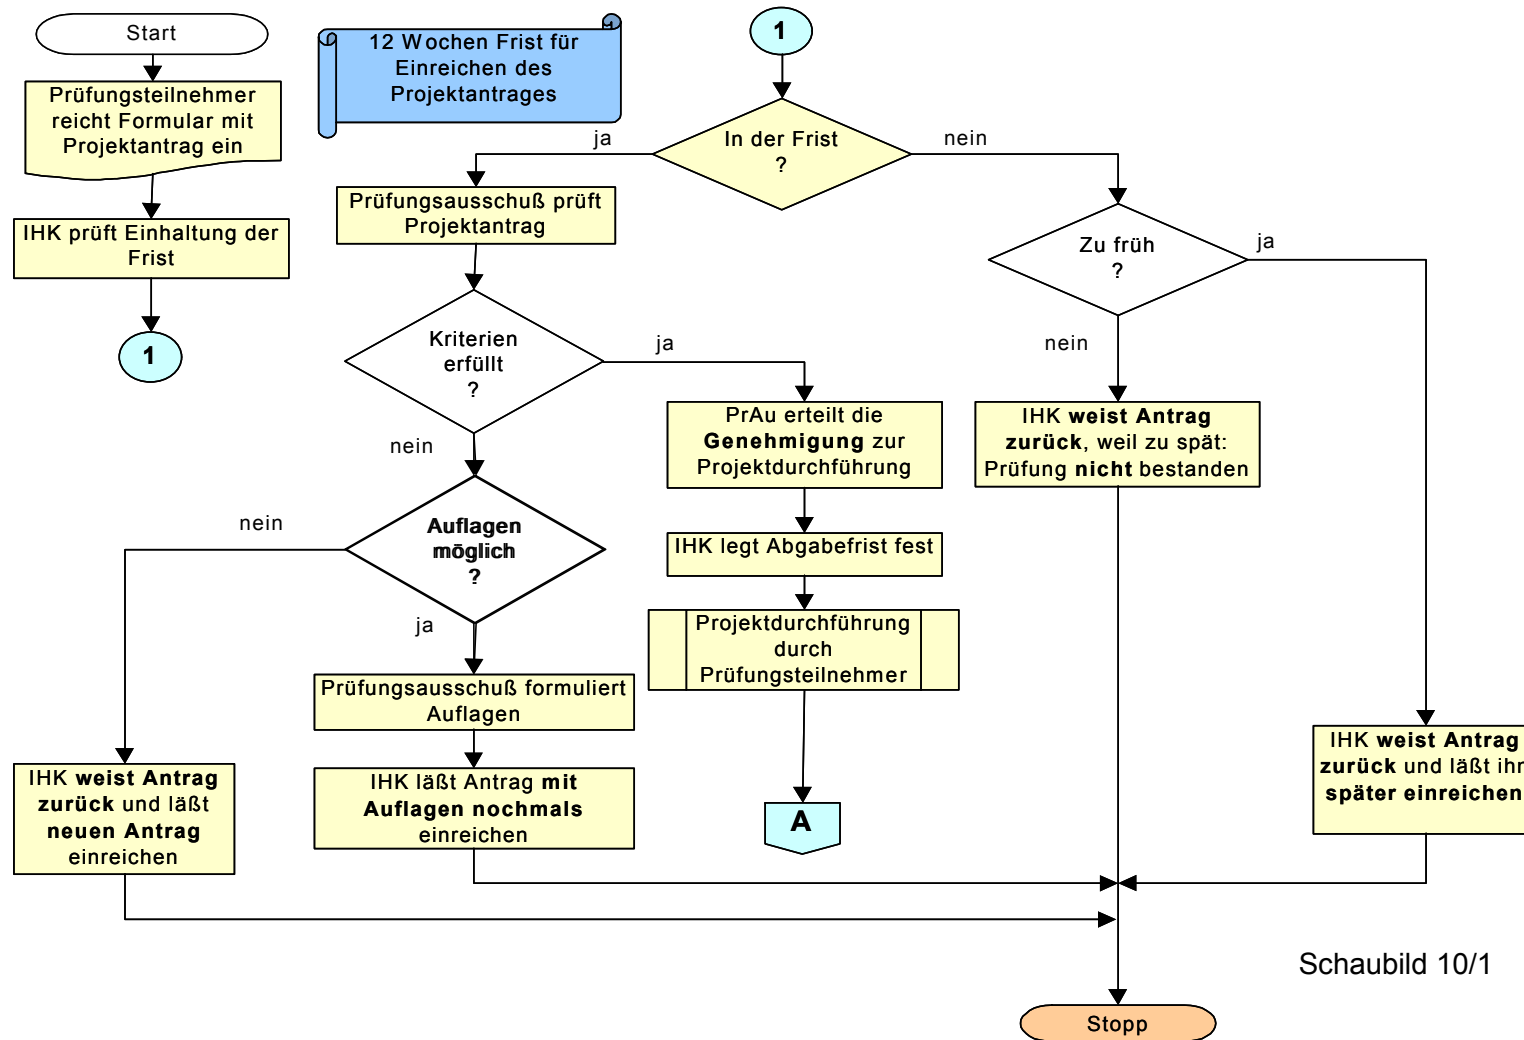 Start
Prüfungsteilnehmer
reicht Formular mit
Projektantrag ein
IHK prüft Einhaltung der
Frist
1
12 Wochen Frist für
Einreichen des
Projektantrages
1
In der Frist
?
ja
nein
Prüfungsausschuß prüft
Projektantrag
Zu früh
?
ja
nein
Kriterien
erfüllt
?
ja
nein
PrAu erteilt die
Genehmigung zur
Projektdurchführung
IHK weist Antrag
zurück, weil zu spät:
Prüfung nicht bestanden
Auflagen
möglich
?
nein
ja
IHK legt Abgabefrist fest
Projektdurchführung
durch
Prüfungsteilnehmer
Prüfungsausschuß formuliert
Auflagen
IHK weist Antrag
zurück und läßt
neuen Antrag
einreichen
IHK läßt Antrag mit
Auflagen nochmals
einreichen
A
IHK weist Antrag
zurück und läßt
später einreichen
Schaubild 10/1
Stopp